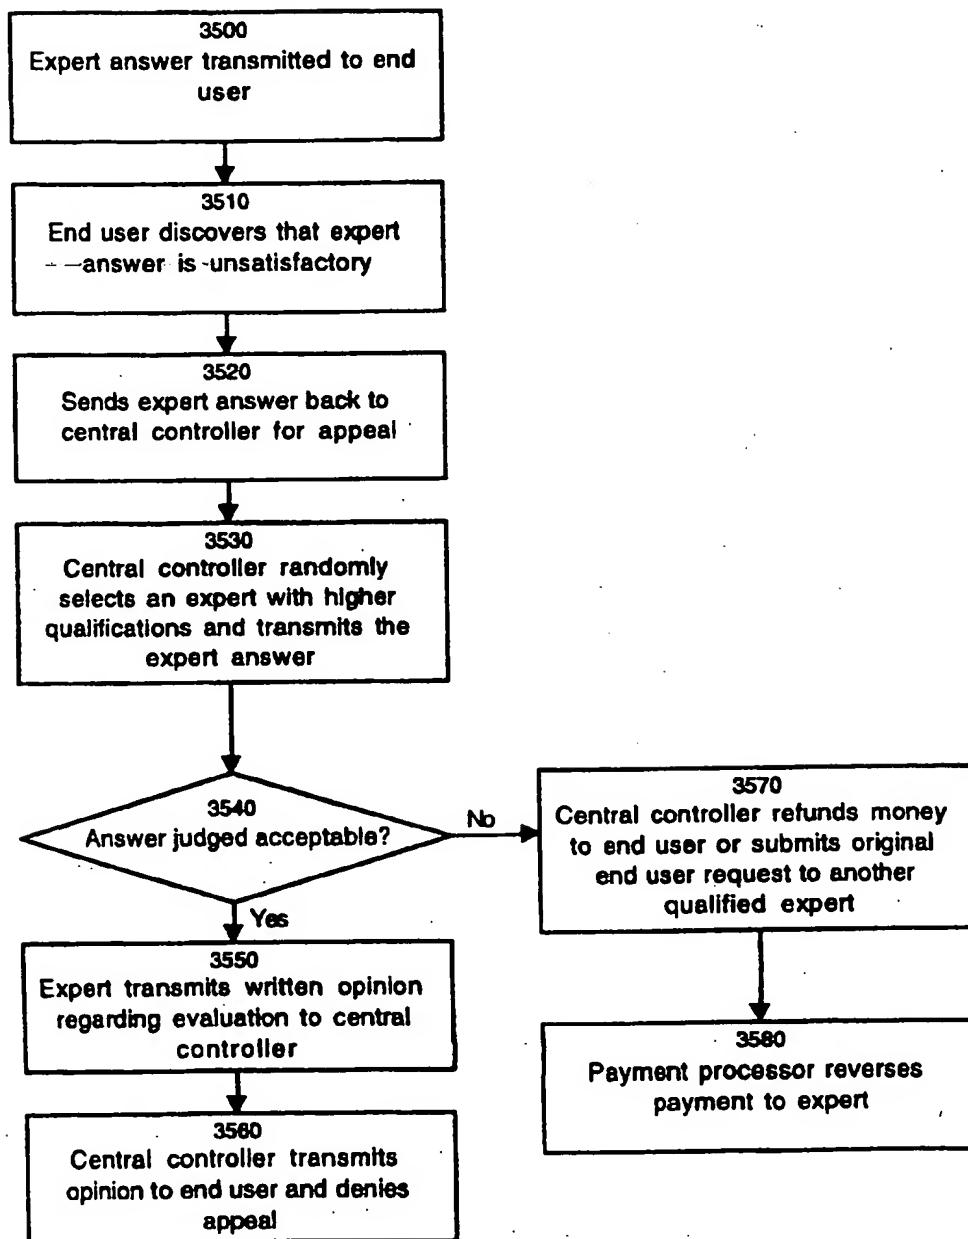 3500
Expert answer transmitted to end
user
3510
End user discovers that expert
answer is unsatisfactory
3520
Sends expert answer back to
central controller for appeal
3530
Central controller randomly
selects an expert with higher
qualifications and transmits the
expert answer
3540
Answer judged acceptable?
No
3570
Central controller refunds money
to end user or submits original
end user request to another
qualified expert
Yes
3550
Expert transmits written opinion
regarding evaluation to central
controller
3580
Payment processor reverses
payment to expert
3560
Central controller transmits
opinion to end user and denies
appeal